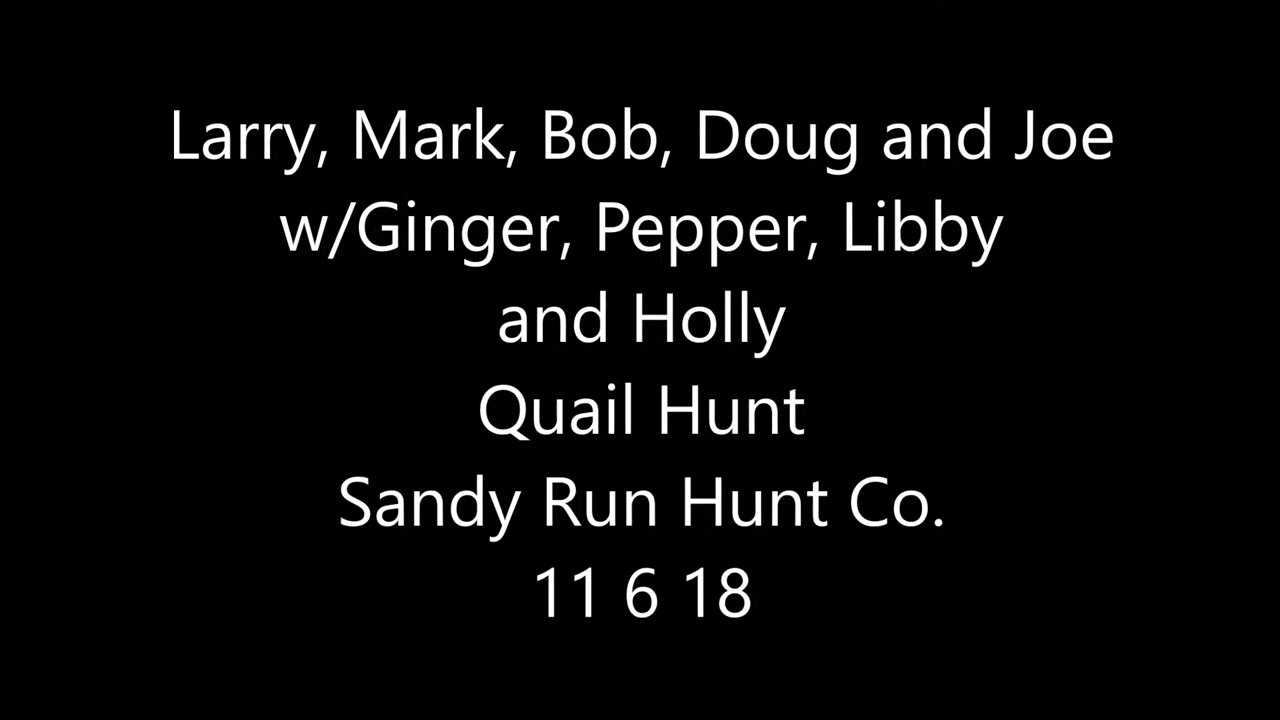 Larry, Mark, Bob, Doug and Joe
w/Ginger, Pepper, Libby
and Holly
Quail Hunt
Sandy Run Hunt Co.
11 6 18